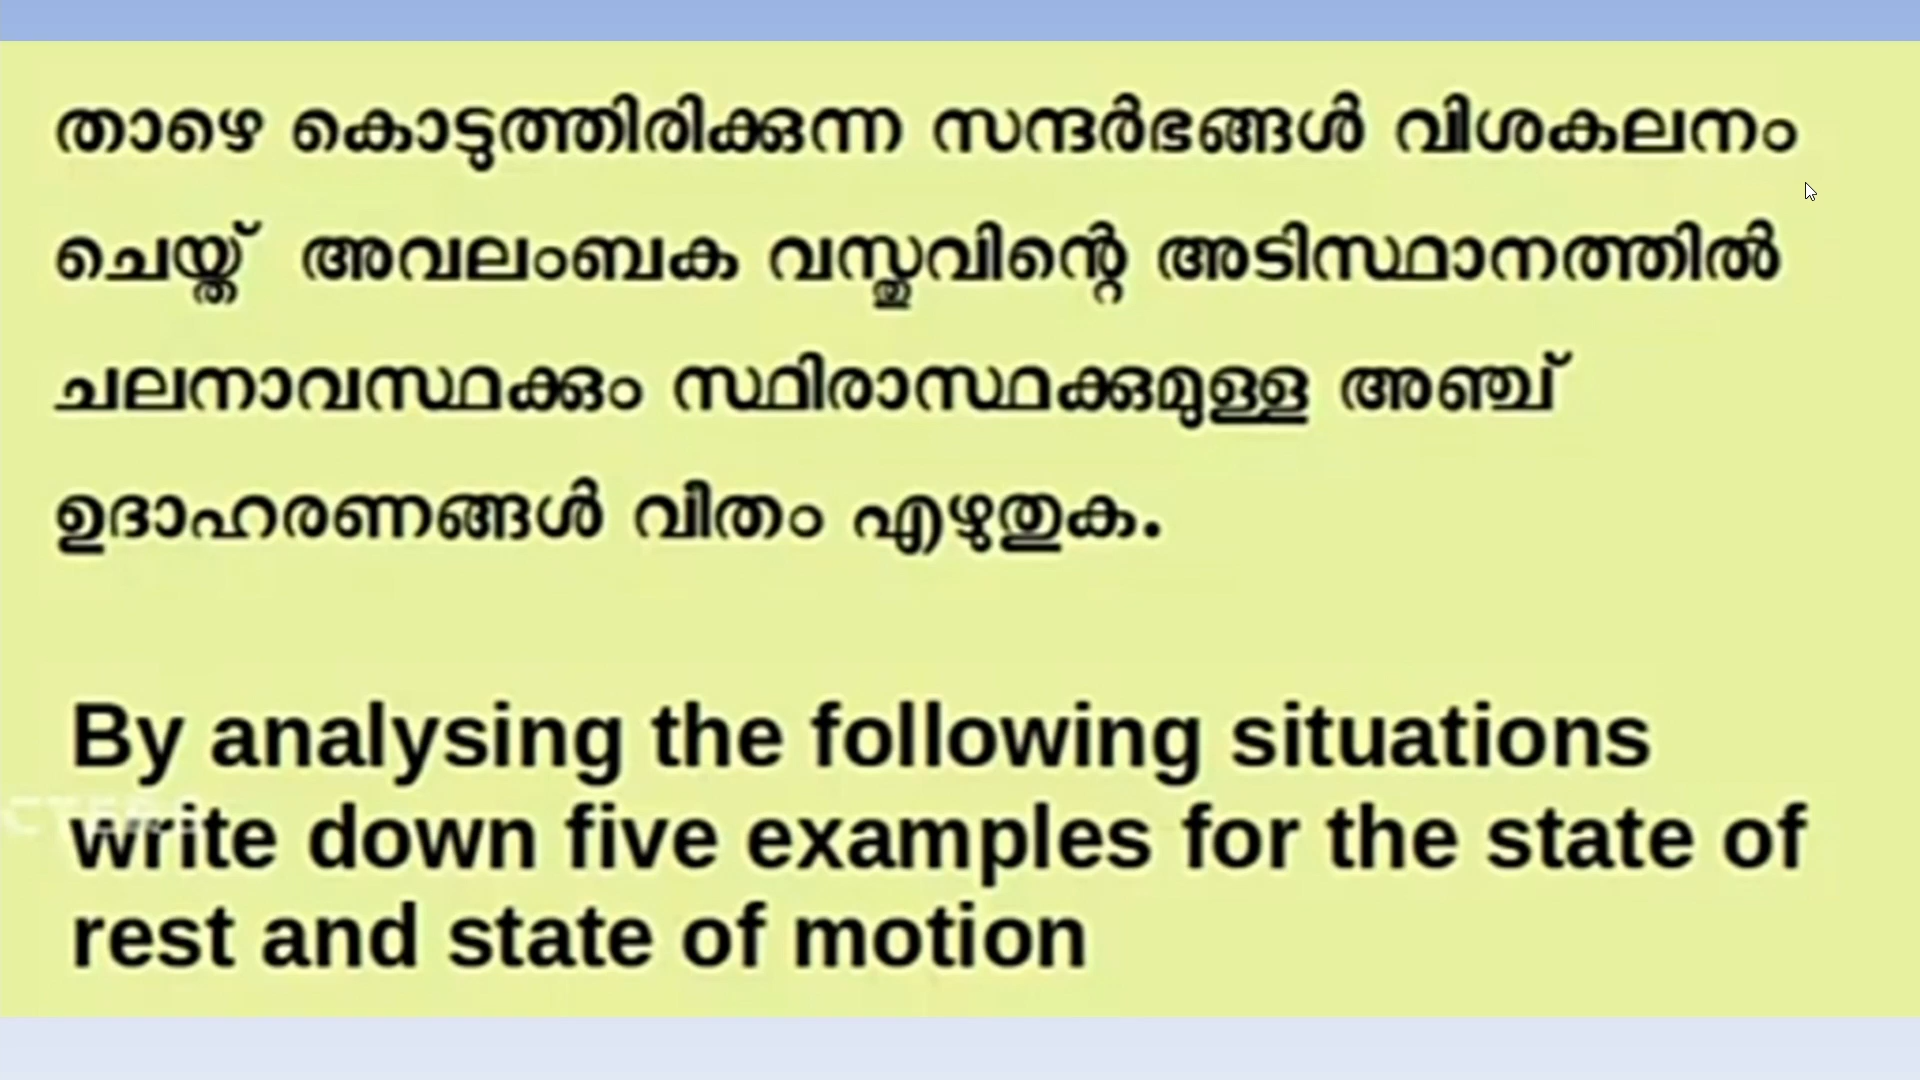 താഴെ കൊടുത്തിരിക്കുന്ന സന്ദർഭങ്ങൾ വിശകലനം
ചെയ്ത് അവലംബക വസ്തുവിന്റെ അടിസ്ഥാനത്തിൽ
ചലനാവസ്ഥക്കും സ്ഥിരാസ്ഥക്കുമുള്ള അഞ്ച്
ഉദാഹരണങ്ങൾ വിതം എഴുതുക.
By analysing the following situations
write down five examples for the state of
rest and state of motion